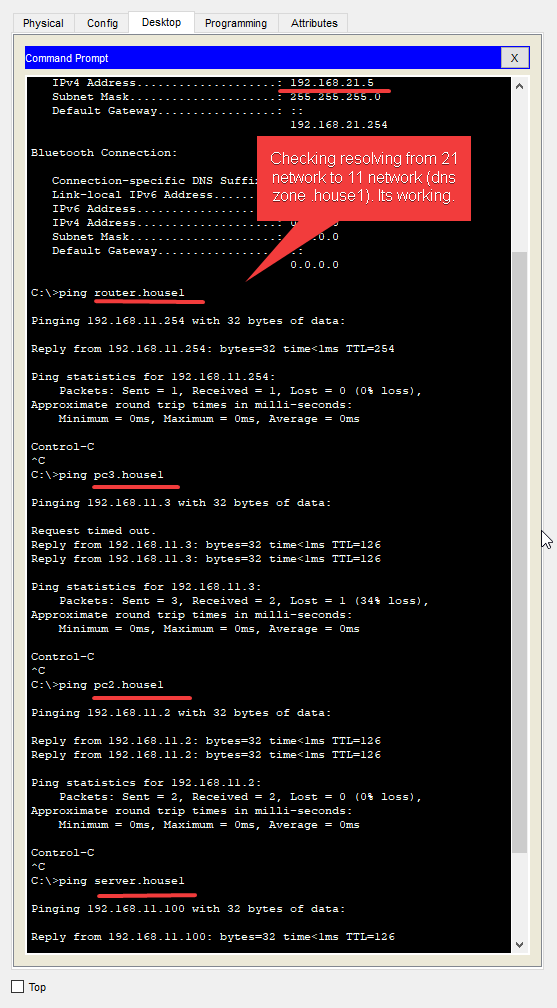 Physical Config Desktop Programming Attributes
Command Prompt X
IPv4 Address.....................: 192.168.21.5
Subnet Mask.....................: 255.255.255.0
Default Gateway.................: ::
192.168.21.254
Bluetooth Connection:
Connection-specific DNS Suffi
Link-local IPv6 Address.......
IPv6 Address
IPv4 Address
Subnet Mask.....................: .0.0
Default Gateway.................: ::
0.0.0.0
Checking resolving from 21
network to 11 network (dns
zone .house1). Its working.
C:\>ping router.house1
Pinging 192.168.11.254 with 32 bytes of data:
Reply from 192.168.11.254: bytes=32 time<1ms TTL=254
Ping statistics for 192.168.11.254:
Packets: Sent = 1, Received = 1, Lost = 0 (0% loss),
Approximate round trip times in milli-seconds:
Minimum = 0ms, Maximum = 0ms, Average = 0ms
Control-C
^C
C:\>ping pc3.house1
Pinging 192.168.11.3 with 32 bytes of data:
Request timed out.
Reply from 192.168.11.3: bytes=32 time<1ms TTL=126
Reply from 192.168.11.3: bytes=32 time<1ms TTL=126
Ping statistics for 192.168.11.3:
Packets: Sent = 3, Received = 2, Lost = 1 (34% loss),
Approximate round trip times in milli-seconds:
Minimum = 0ms, Maximum = 0ms, Average = 0ms
Control-C
^C
C:\>ping pc2.house1
Pinging 192.168.11.2 with 32 bytes of data:
Reply from 192.168.11.2: bytes=32 time<1ms TTL=126
Reply from 192.168.11.2: bytes=32 time<1ms TTL=126
Ping statistics for 192.168.11.2:
Packets: Sent = 2, Received = 2, Lost = 0 (0% loss),
Approximate round trip times in milli-seconds:
Minimum = 0ms, Maximum = 0ms, Average = 0ms
Control-C
^C
C:\>ping server.house1
Pinging 192.168.11.100 with 32 bytes of data:
Reply from 192.168.11.100: bytes=32 time<1ms TTL=126
Top